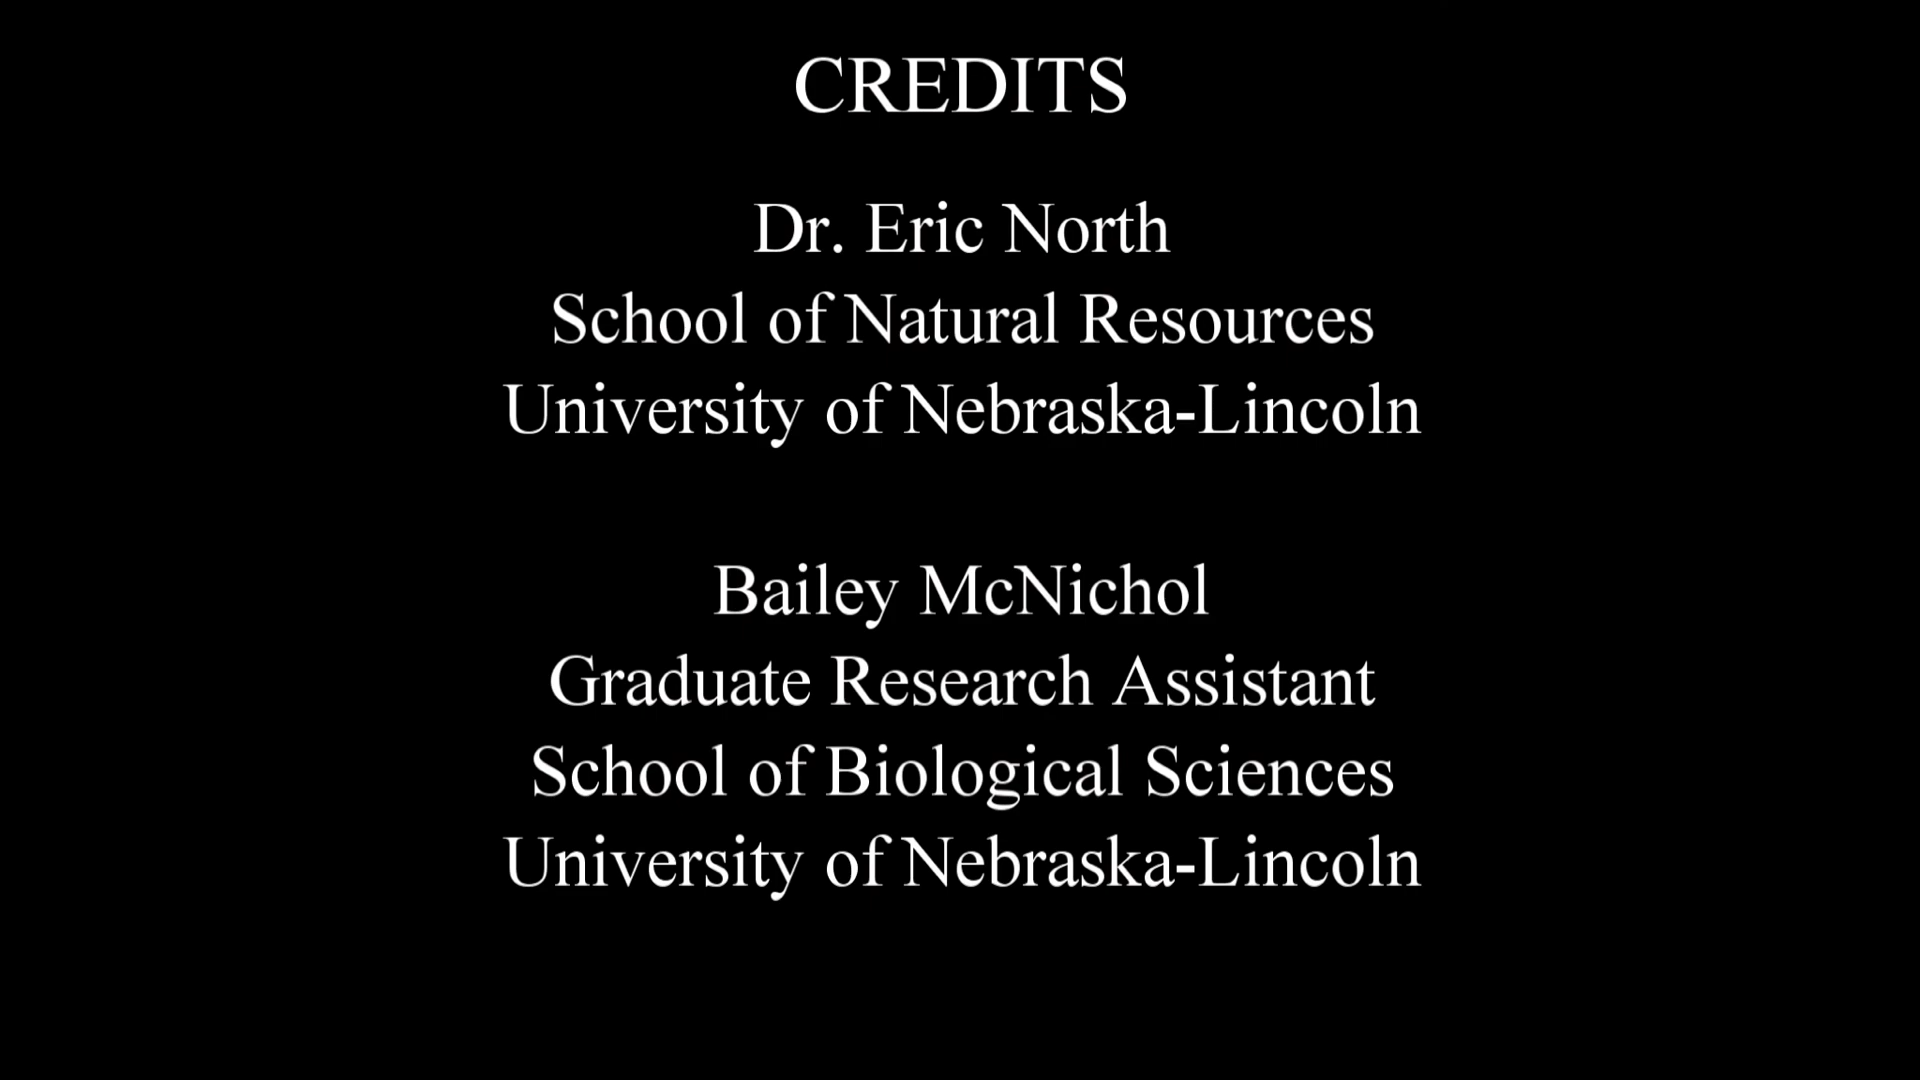 CREDITS
Dr. Eric North
School of Natural Resources
University of Nebraska-Lincoln
Bailey McNichol
Graduate Research Assistant
School of Biological Sciences
University of Nebraska-Lincoln